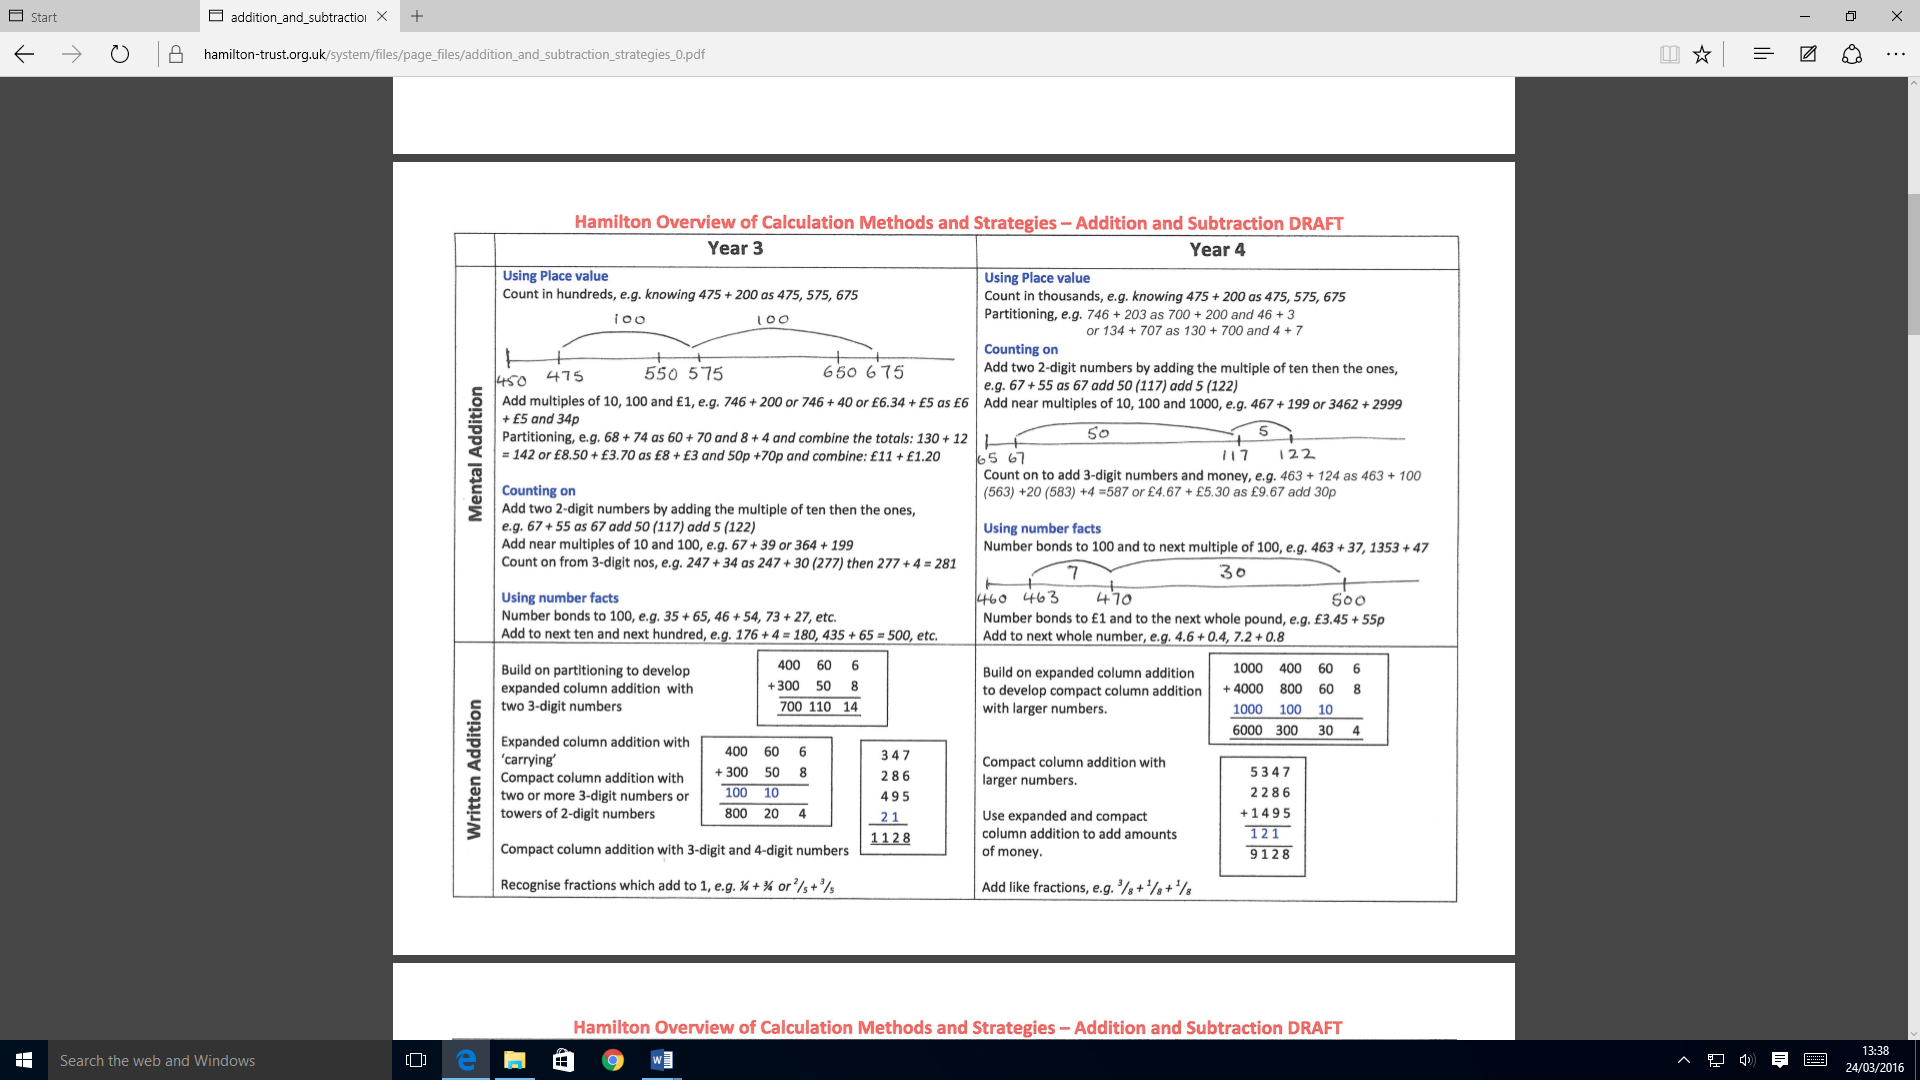 Start
addition_and_subtraction
hamilton-trust.org.uk/system/files/page_files/addition_and_subtraction_strategies_0.pdf
Hamilton Overview of Calculation Methods and Strategies – Addition and Subtraction DRAFT
Year 3
Year 4
Mental Addition
Using Place value
Count in hundreds, e.g. knowing 475 + 200 as 475, 575, 675
100 100
450 475 550 575 650 675
Add multiples of 10, 100 and £1, e.g. 746 + 200 or 746 + 40 or £6.34 + £5 as £6
+ £5 and 34p
Partitioning, e.g. 68 + 74 as 60 + 70 and 8 + 4 and combine the totals: 130 + 12
= 142 or £8.50 + £3.70 as £8 + £3 and 50p +70p and combine: £11 + £1.20
Counting on
Add two 2-digit numbers by adding the multiple of ten then the ones,
e.g. 67 + 55 as 67 add 50 (117) add 5 (122)
Add near multiples of 10 and 100, e.g. 67 + 39 or 364 + 199
Count on from 3-digit nos, e.g. 247 + 34 as 247 + 30 (277) then 277 + 4 = 281
Using number facts
Number bonds to 100, e.g. 35 + 65, 46 + 54, 73 + 27, etc.
Add to next ten and next hundred, e.g. 176 + 4 = 180, 435 + 65 = 500, etc.
Using Place value
Count in thousands, e.g. knowing 475 + 200 as 475, 575, 675
Partitioning, e.g. 746 + 203 as 700 + 200 and 46 + 3
or 134 + 707 as 130 + 700 and 4 + 7
Counting on
Add two 2-digit numbers by adding the multiple of ten then the ones,
e.g. 67 + 55 as 67 add 50 (117) add 5 (122)
Add near multiples of 10, 100 and 1000, e.g. 467 + 199 or 3462 + 2999
50 5
65 67 117 122
Count on to add 3-digit numbers and money, e.g. 463 + 124 as 463 + 100
(563) +20 (583) +4 =587 or £4.67 + £5.30 as £9.67 add 30p
Using number facts
Number bonds to 100 and to next multiple of 100, e.g. 463 + 37, 1353 + 47
7 30
460 463 470 500
Number bonds to £1 and to the next whole pound, e.g. £3.45 + 55p
Add to next whole number, e.g. 4.6 + 0.4, 7.2 + 0.8
Written Addition
Build on partitioning to develop
expanded column addition with
two 3-digit numbers
400 60 6
+300 50 8
700 110 14
Expanded column addition with
‘carrying’
Compact column addition with
two or more 3-digit numbers or
towers of 2-digit numbers
400 60 6
+ 300 50 8
100 10
800 20 4
347
286
495
21
1128
Compact column addition with 3-digit and 4-digit numbers
Recognise fractions which add to 1, e.g. ¼ + ¾ or 2/5 + 3/5
Build on expanded column addition
to develop compact column addition
with larger numbers.
1000 400 60 6
+ 4000 800 60 8
1000 100 10
6000 300 30 4
Compact column addition with
larger numbers.
Use expanded and compact
column addition to add amounts
of money.
5347
2286
+1495
121
9128
Add like fractions, e.g. 3/8 + 1/8 + 1/8
Hamilton Overview of Calculation Methods and Strategies – Addition and Subtraction DRAFT
Search the web and Windows
13:38
24/03/2016